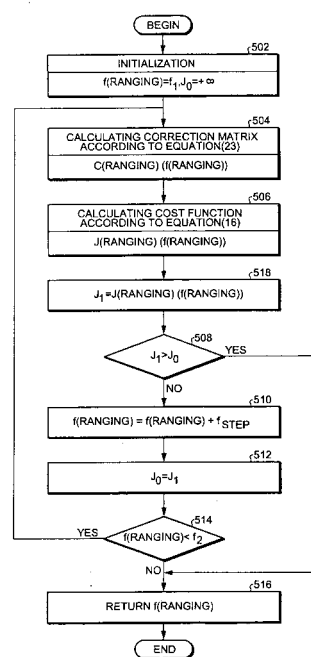 BEGIN
502
INITIALIZATION
f(RANGING)=f₁,J₀=+∞
504
CALCULATING CORRECTION MATRIX
ACCORDING TO EQUATION(23)
C(RANGING) (f(RANGING))
506
CALCULATING COST FUNCTION
ACCORDING TO EQUATION(16)
J(RANGING) (f(RANGING))
518
J₁=J(RANGING) (f(RANGING))
508
J₁>J₀
YES
NO
510
f(RANGING) = f(RANGING) + fSTEP
512
J₀=J₁
514
YES
f(RANGING)< f₂
NO
516
RETURN f(RANGING)
END